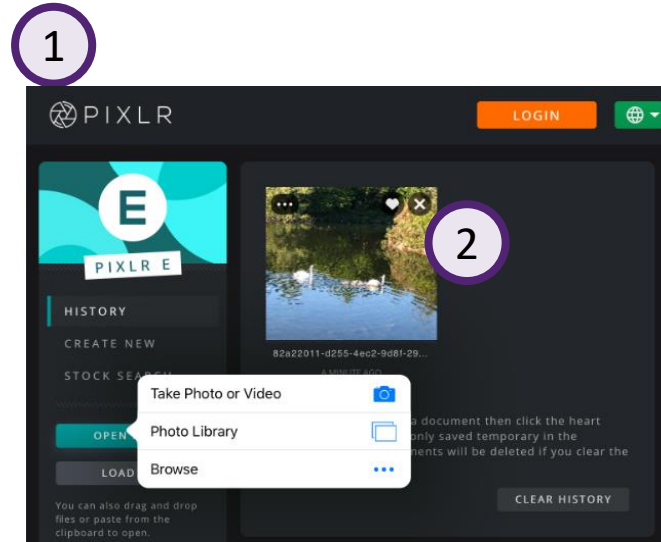 1
PIXLR
LOGIN
E
PIXLR E
2
HISTORY
CREATE NEW
STOCK SEARCH
82a22011-d255-4ec2-9d8f-29...
A MINUTE AGO
Take Photo or Video
OPEN
Photo Library
a document then click the heart
only saved temporary in the
will be deleted if you clear the
LOAD
Browse
CLEAR HISTORY
You can also drag and drop
files or paste from the
clipboard to open.